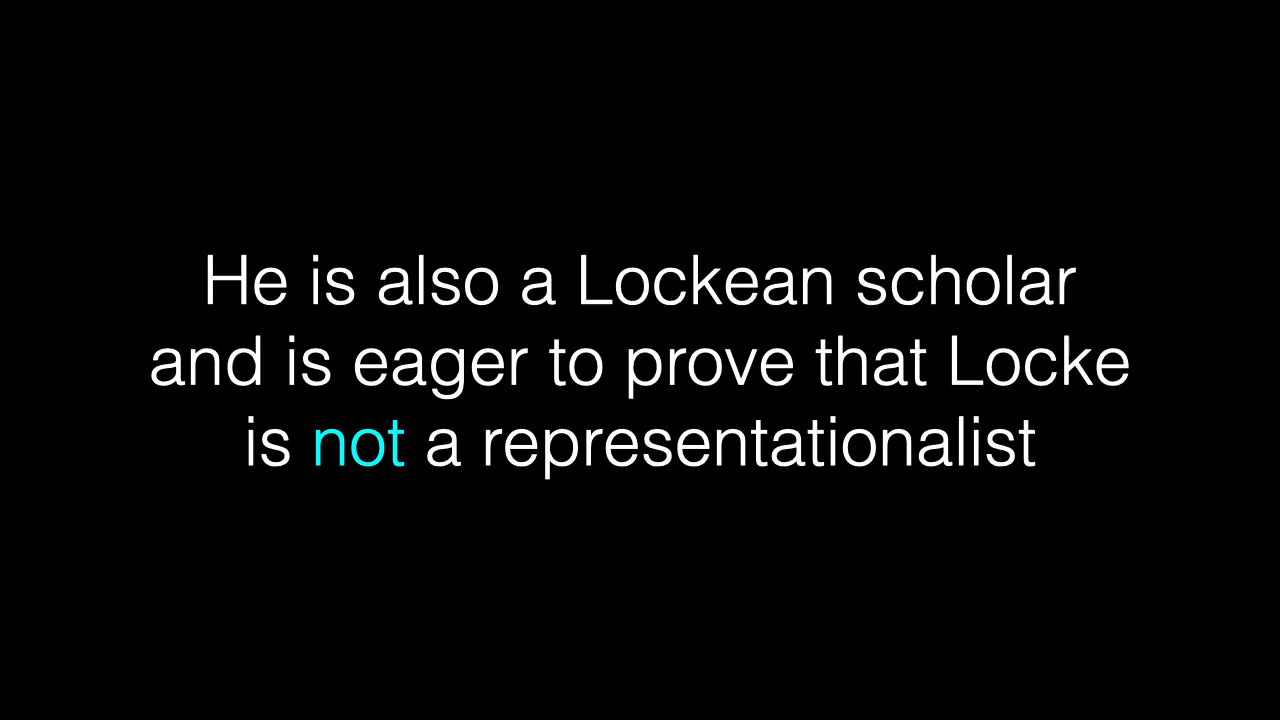 He is also a Lockean scholar
and is eager to prove that Locke
is not a representationalist